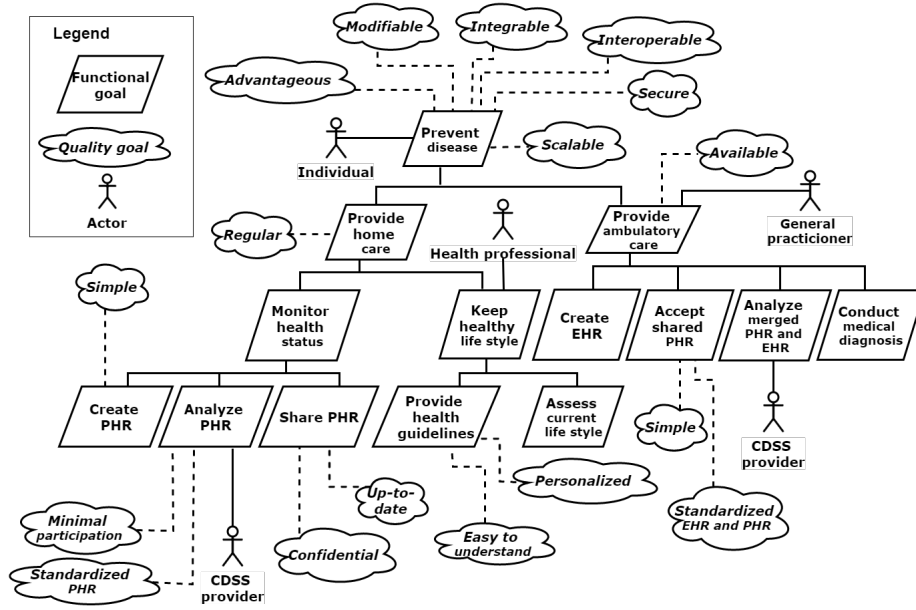 Legend
Functional
goal
Quality goal
Actor
Modifiable
Integrable
Interoperable
Advantageous
Secure
Prevent
disease
Individual
Scalable
Available
Regular
Provide
home
care
Health professional
Provide
ambulatory
care
General
practicioner
Simple
Monitor
health
status
Keep
healthy
life style
Create
EHR
Accept
shared
PHR
Analyze
merged
PHR and
EHR
Conduct
medical
diagnosis
Create
PHR
Analyze
PHR
Share PHR
Provide
health
guidelines
Assess
current
life style
Simple
CDSS
provider
Minimal
participation
Standardized
PHR
CDSS
provider
Confidential
Up-to-
date
Easy to
understand
Personalized
Standardized
EHR and PHR